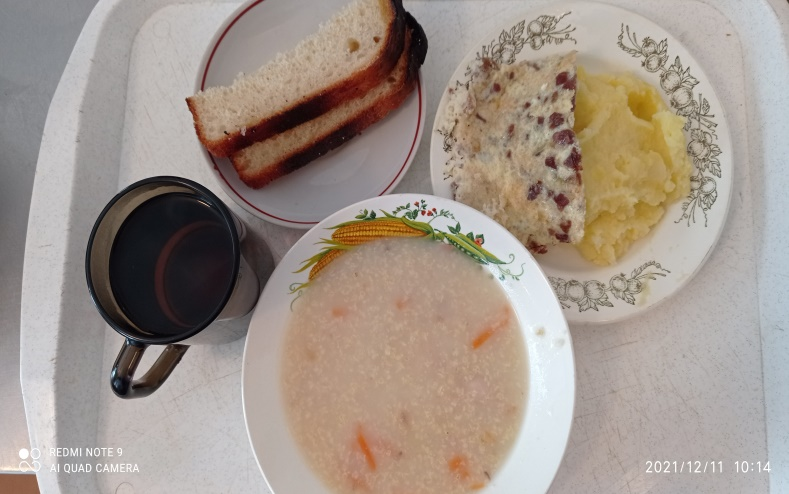 REDMI NOTE 9
AI QUAD CAMERA
2021/12/11 10:14